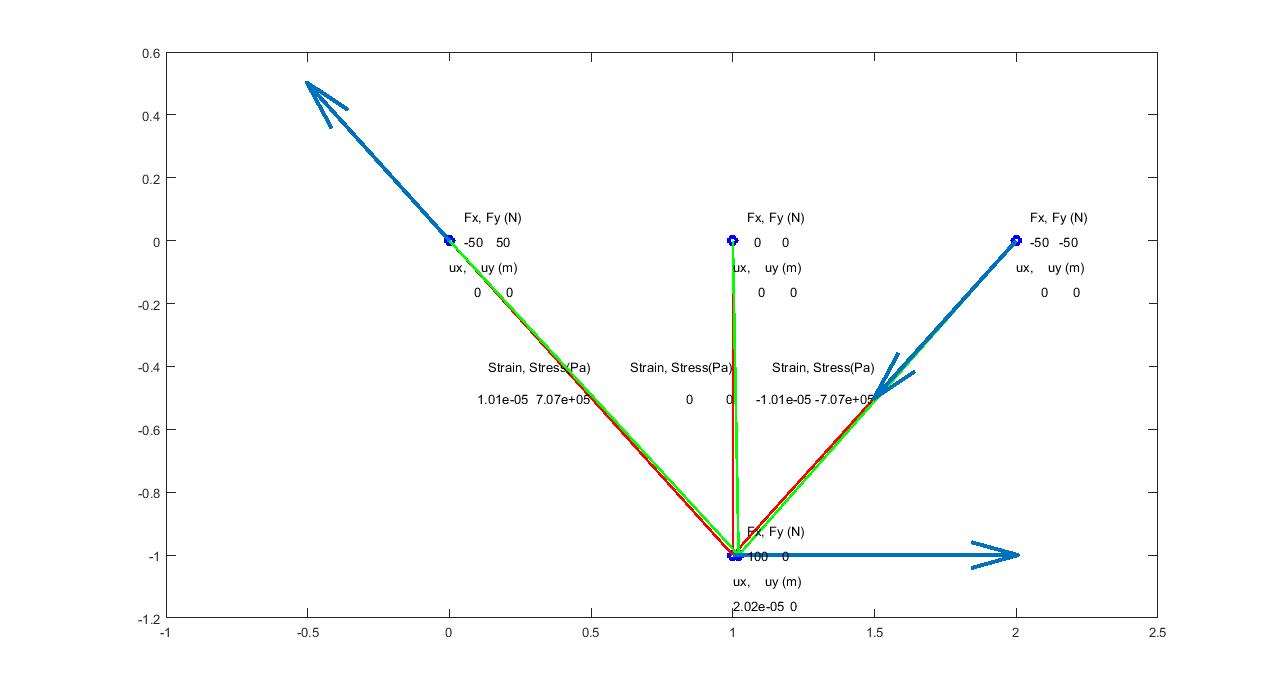 0.6
0.4
0.2
0
-0.2
-0.4
-0.6
-0.8
-1
-1.2
Fx, Fy (N)
-50 50
ux, uy (m)
0 0
Fx, Fy (N)
0 0
ux, uy (m)
0 0
Fx, Fy (N)
-50 -50
ux, uy (m)
0 0
Strain, Stress(Pa)
1.01e-05 7.07e+05
Strain, Stress(Pa)
0 0
Strain, Stress(Pa)
-1.01e-05 -7.07e+05
Fx, Fy (N)
100 0
ux, uy (m)
2.02e-05 0
-1 -0.5 0 0.5 1 1.5 2 2.5